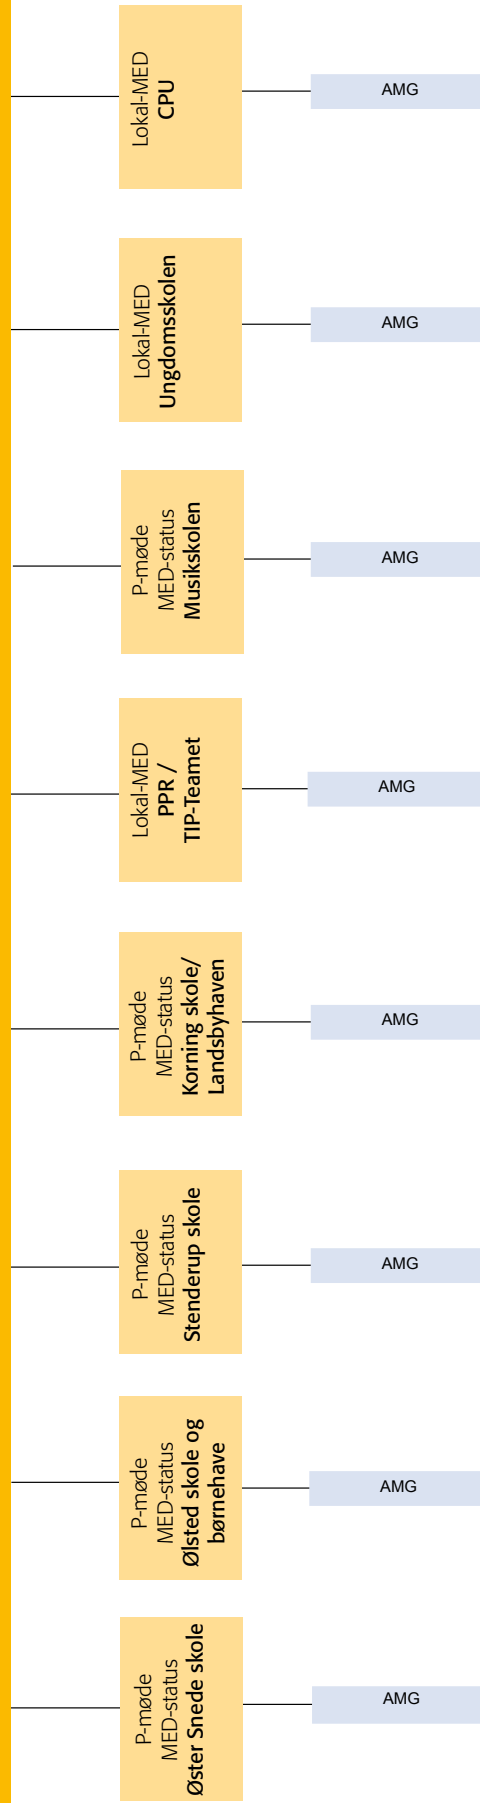 Lokal-MED
CPU
AMG
Lokal-MED
Ungdomsskolen
AMG
P-møde
MED-status
Musikskolen
AMG
Lokal-MED
PPR /
TIP-Teamet
AMG
P-møde
MED-status
Korning skole/
Landsbyhaven
AMG
P-møde
MED-status
Stenderup skole
AMG
P-møde
MED-status
Ølsted skole og
børnehave
AMG
P-møde
MED-status
Øster Snede skole
AMG